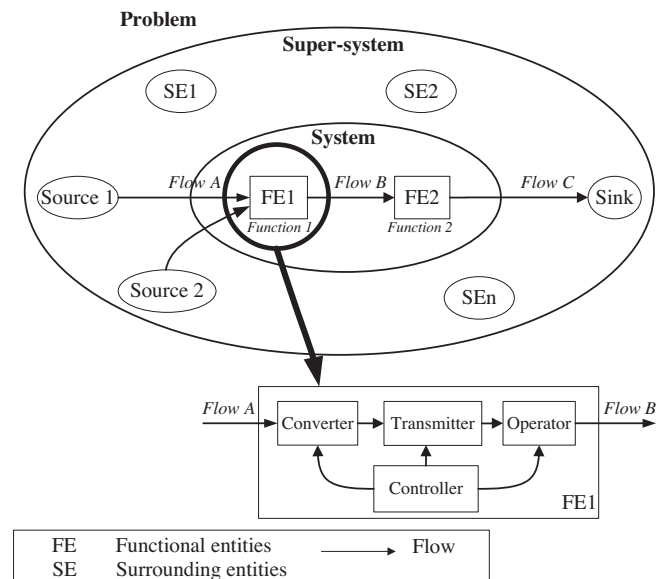 Problem
Super-system
SE1
SE2
System
Flow A
Flow B
Flow C
Source 1
FE1
FE2
Sink
Function 1
Function 2
Source 2
SEn
Flow A
Flow B
Converter
Transmitter
Operator
Controller
FE1
FE Functional entities Flow
SE Surrounding entities